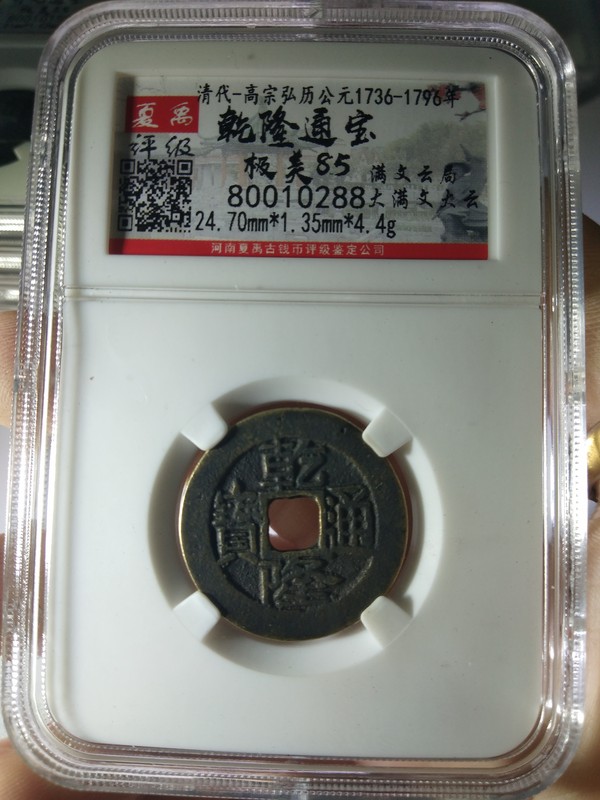 清代-高宗弘历公元1736-1796年
夏禹
评级
乾隆通宝
极美85
满文云局
80010288
大满文大云
24.70mm*1.35mm*4.4g
河南夏禹古钱币评级鉴定公司
乾隆通寳